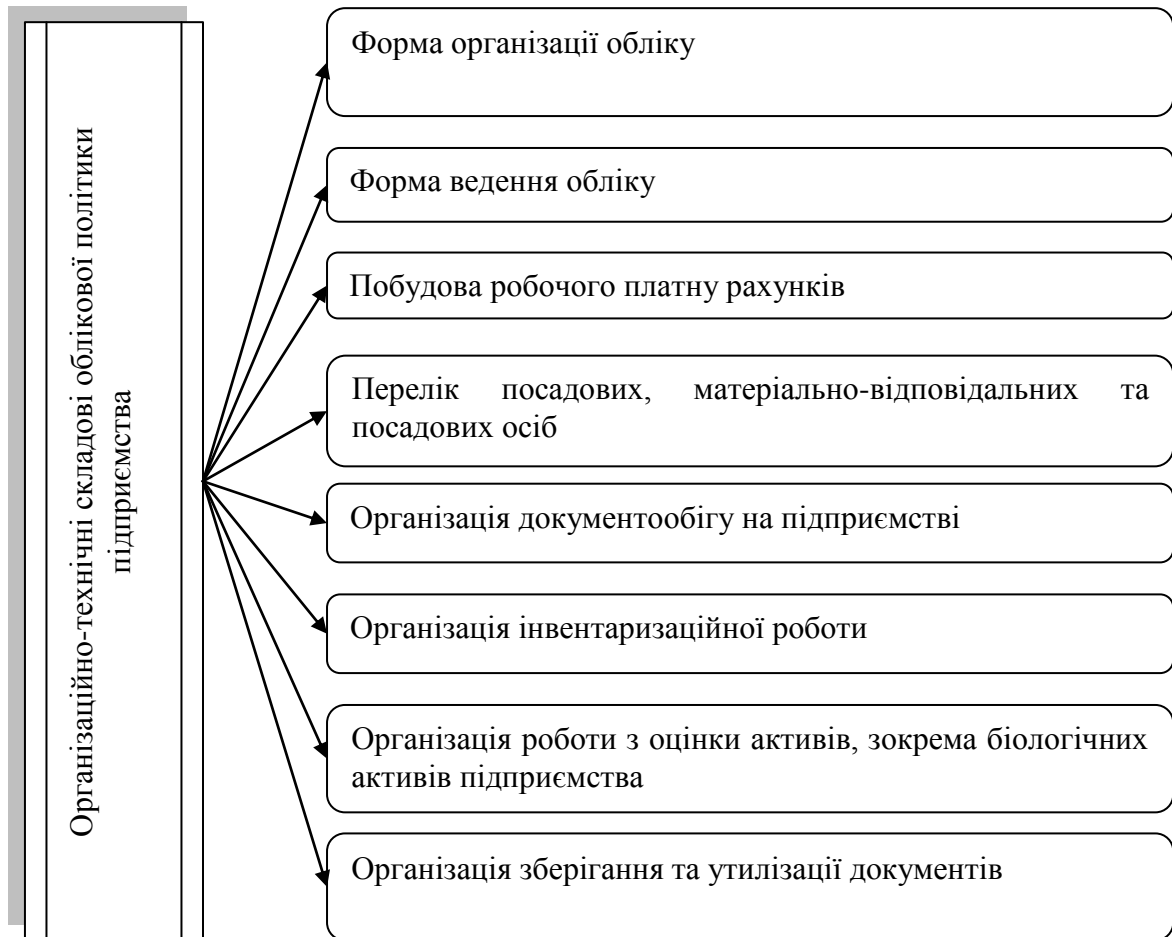 Організаційно-технічні складові облікової політики
підприємства
Форма організації обліку
Форма ведення обліку
Побудова робочого платну рахунків
Перелік посадових, матеріально-відповідальних та
посадових осіб
Організація документообігу на підприємстві
Організація інвентаризаційної роботи
Організація роботи з оцінки активів, зокрема біологічних
активів підприємства
Організація зберігання та утилізації документів